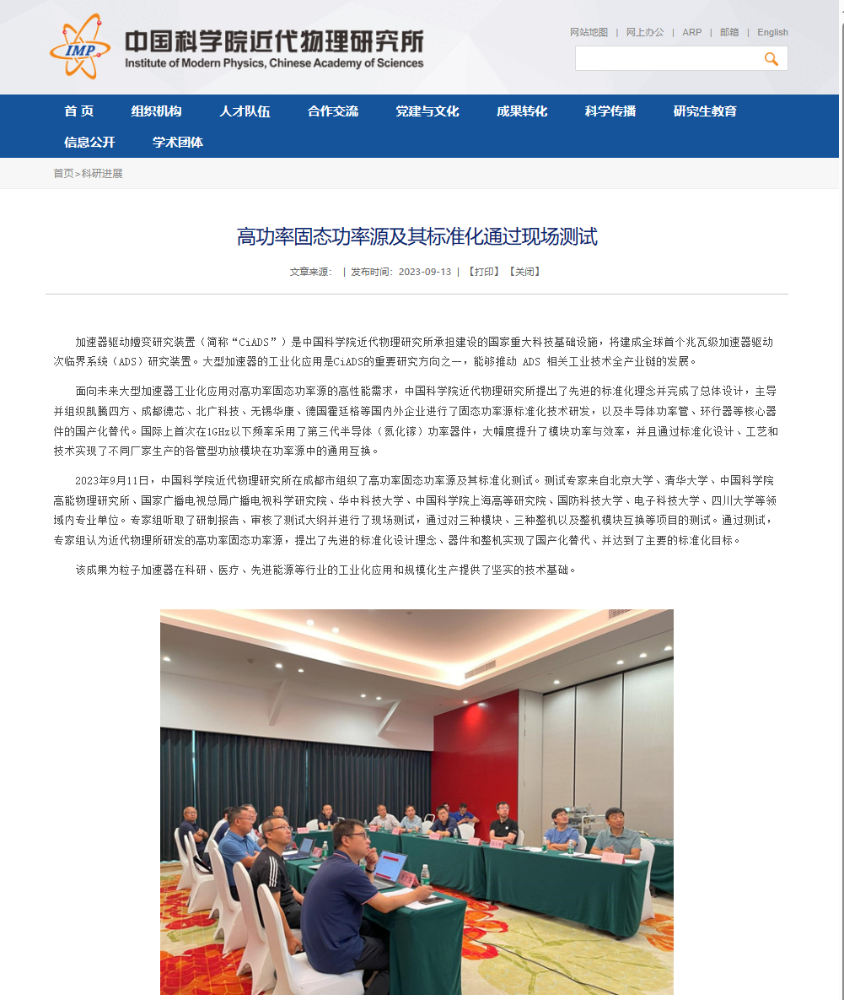 IMP
中国科学院近代物理研究所
Institute of Modern Physics, Chinese Academy of Sciences
网站地图 | 网上办公 | ARP | 邮箱 | English
首 页 组织机构 人才队伍 合作交流 党建与文化 成果转化 科学传播 研究生教育
信息公开 学术团体
首页>科研进展
高功率固态功率源及其标准化通过现场测试
文章来源： | 发布时间：2023-09-13 | 【打印】 【关闭】
加速器驱动嬗变研究装置（简称“CiADS”）是中国科学院近代物理研究所承担建设的国家重大科技基础设施，将建成全球首个兆瓦级加速器驱动
次临界系统（ADS）研究装置。大型加速器的工业化应用是CiADS的重要研究方向之一，能够推动 ADS 相关工业技术全产业链的发展。
面向未来大型加速器工业化应用对高功率固态功率源的高性能需求，中国科学院近代物理研究所提出了先进的标准化理念并完成了总体设计，主导
并组织凯腾四方、成都德芯、北广科技、无锡华康、德国霍廷格等国内外企业进行了固态功率源标准化技术研发，以及半导体功率管、环行器等核心器
件的国产化替代。国际上首次在1GHz以下频率采用了第三代半导体（氮化镓）功率器件，大幅度提升了模块功率与效率，并且通过标准化设计、工艺和
技术实现了不同厂家生产的各管型功放模块在功率源中的通用互换。
2023年9月11日，中国科学院近代物理研究所在成都市组织了高功率固态功率源及其标准化测试。测试专家来自北京大学、清华大学、中国科学院
高能物理研究所、国家广播电视总局广播电视科学研究院、华中科技大学、中国科学院上海高等研究院、国防科技大学、电子科技大学、四川大学等领
域内专业单位。专家组听取了研制报告、审核了测试大纲并进行了现场测试，通过对三种模块、三种整机以及整机模块互换等项目的测试。通过测试，
专家组认为近代物理所研发的高功率固态功率源，提出了先进的标准化设计理念、器件和整机实现了国产化替代、并达到了主要的标准化目标。
该成果为粒子加速器在科研、医疗、先进能源等行业的工业化应用和规模化生产提供了坚实的技术基础。